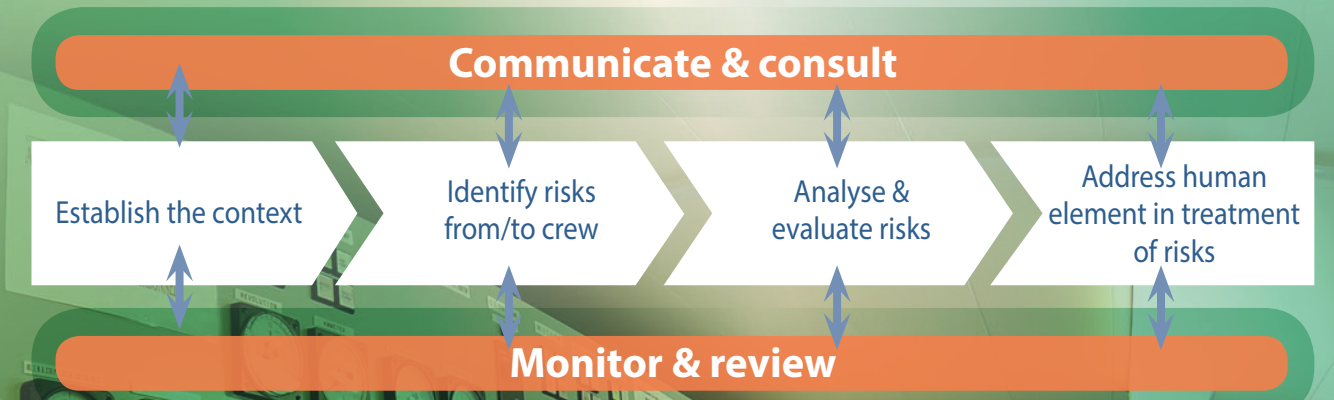 Communicate & consult
Establish the context
Identify risks
from/to crew
Analyse &
evaluate risks
Address human
element in treatment
of risks
REVOLUTION
Monitor & review